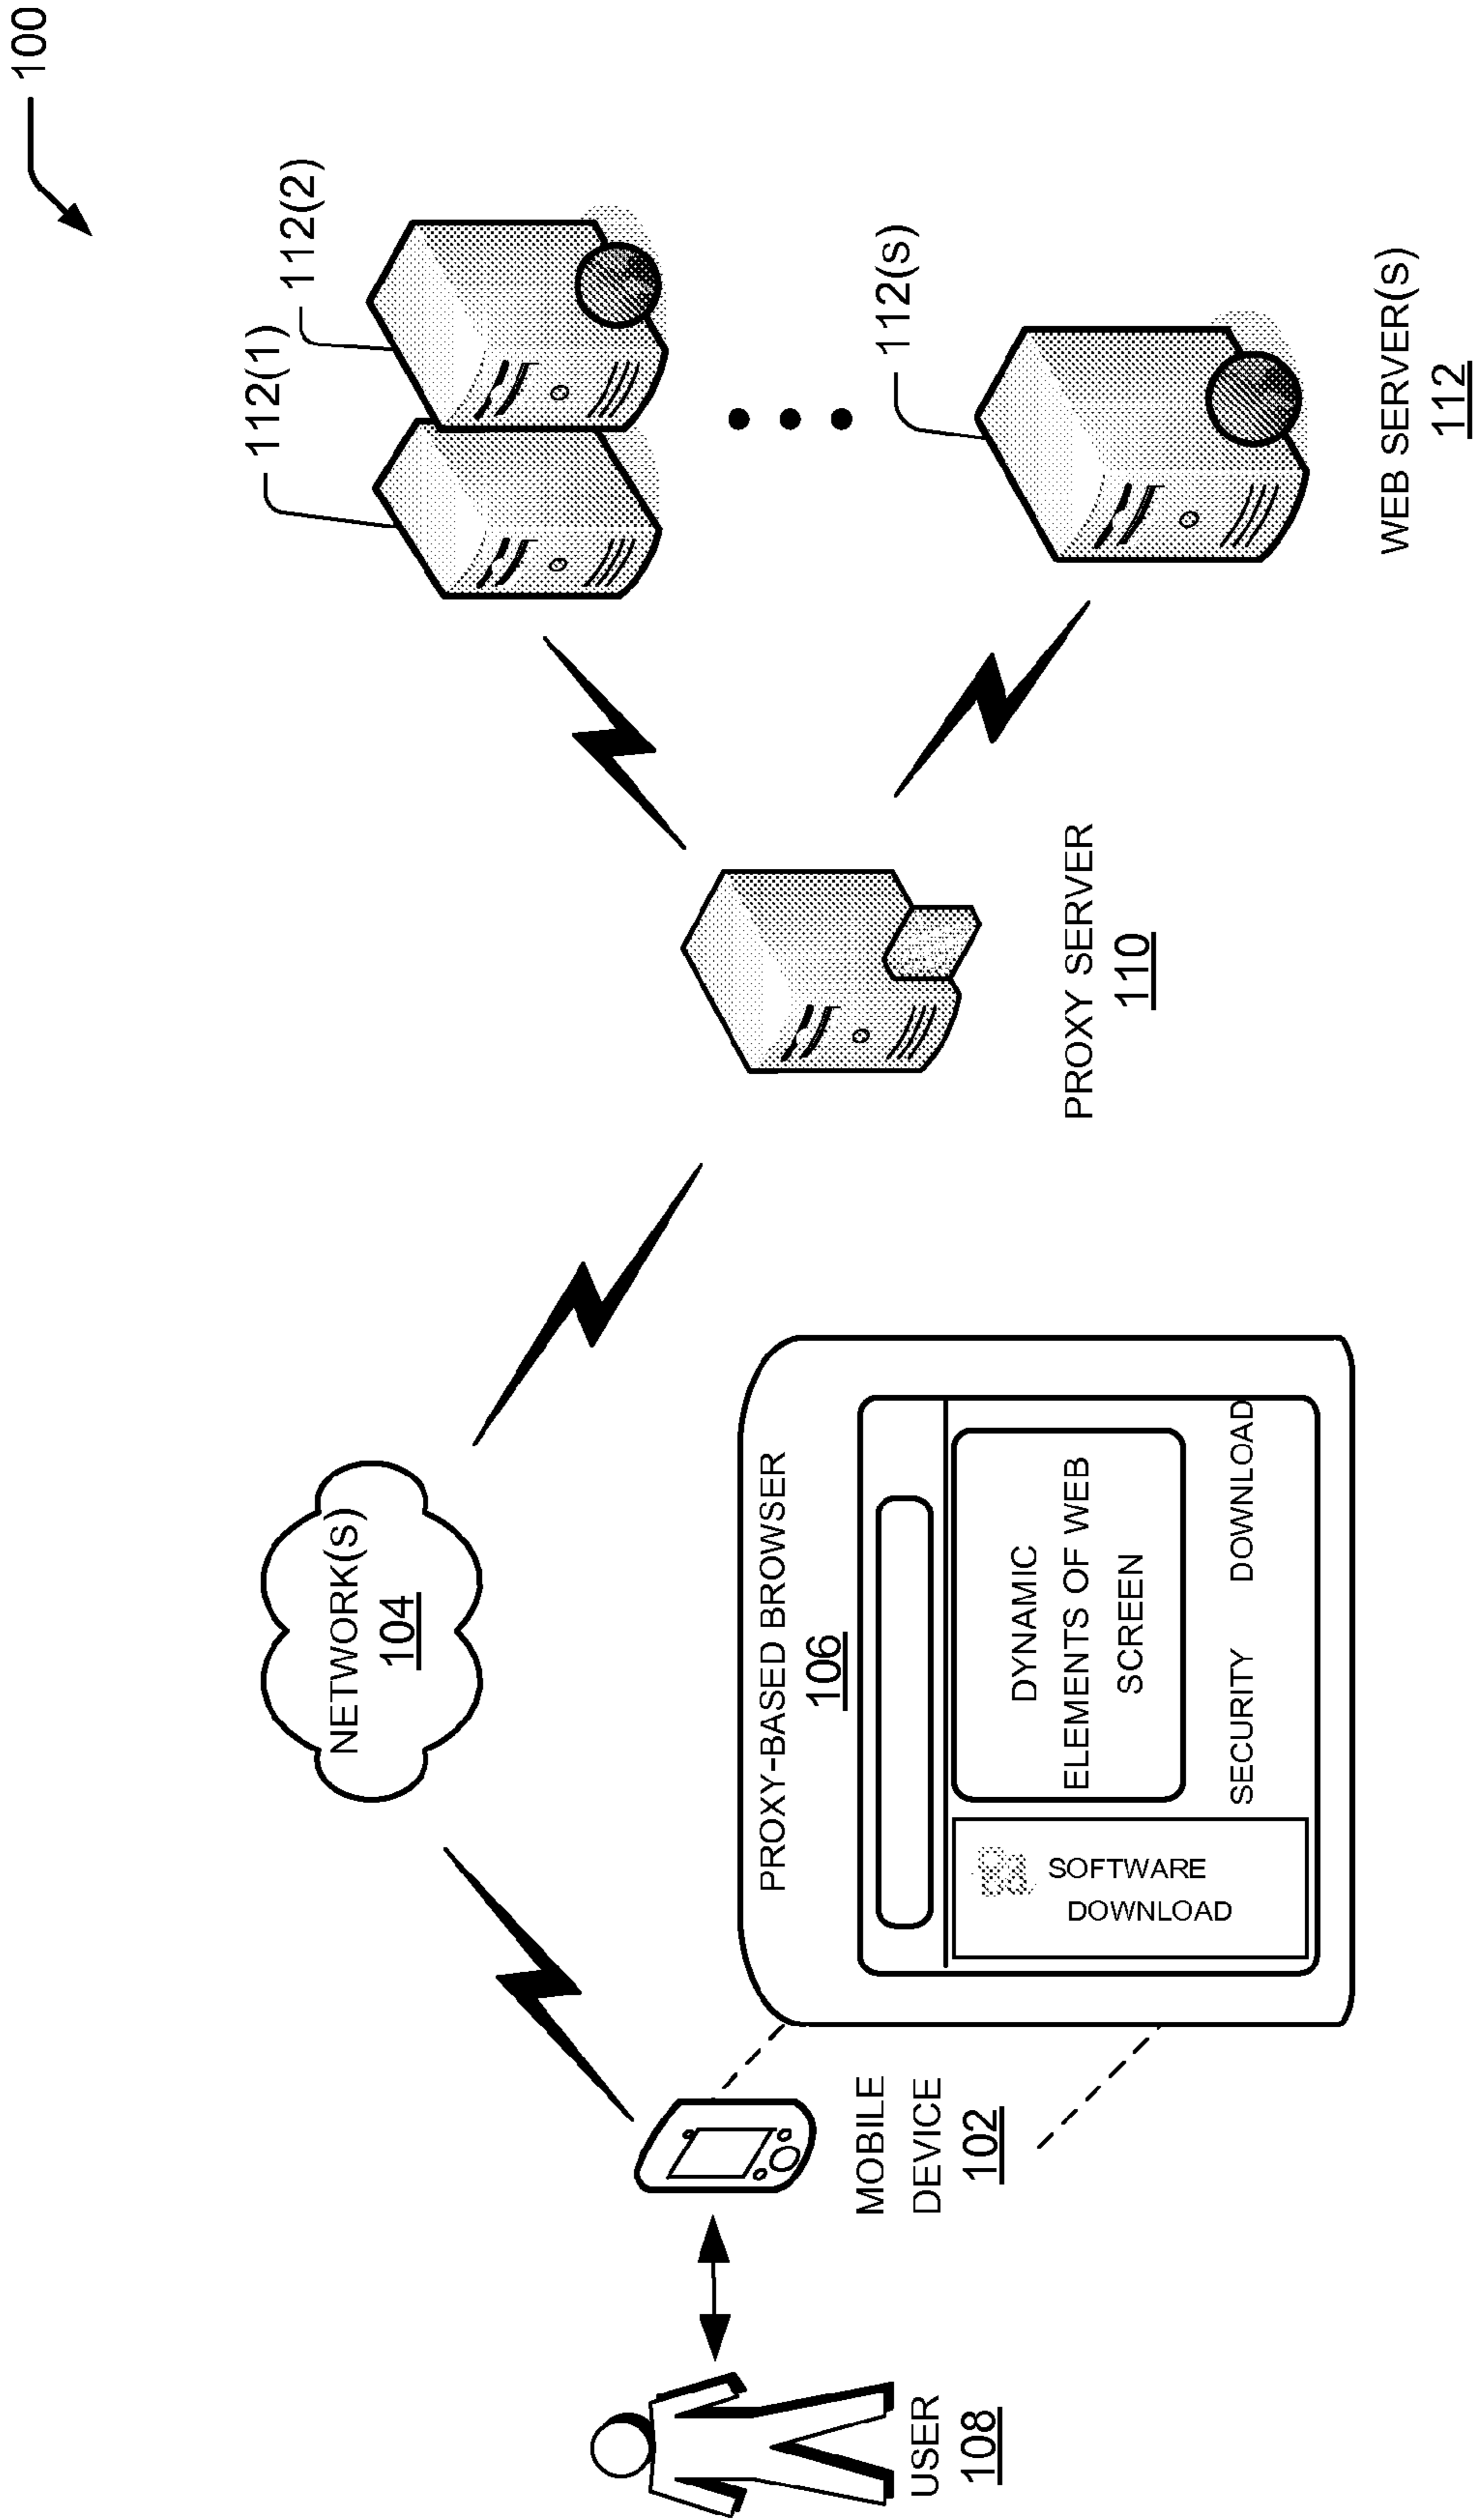 100
112(1)
112(2)
112(s)
WEB SERVER(S)
112
PROXY SERVER
110
NETWORK(S)
104
PROXY-BASED BROWSER
106
DYNAMIC
ELEMENTS OF WEB
SCREEN
SOFTWARE
DOWNLOAD
SECURITY DOWNLOAD
MOBILE
DEVICE
102
USER
108